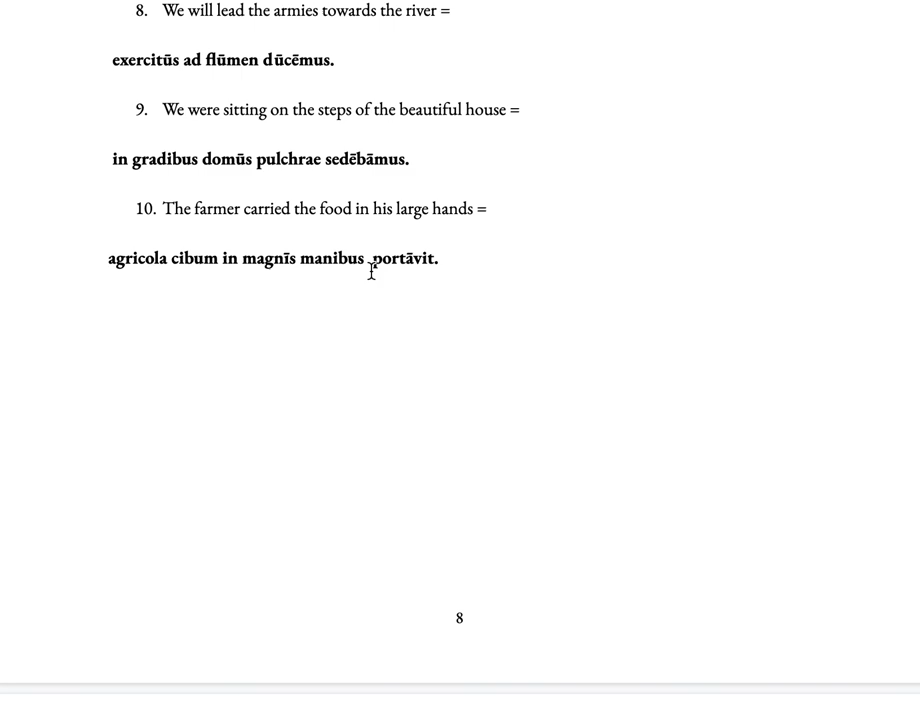 8. We will lead the armies towards the river =
exercitūs ad flūmen dūcēmus.
9. We were sitting on the steps of the beautiful house =
in gradibus domūs pulchrae sedēbāmus.
10. The farmer carried the food in his large hands =
agricola cibum in magnīs manibus portāvit.
8